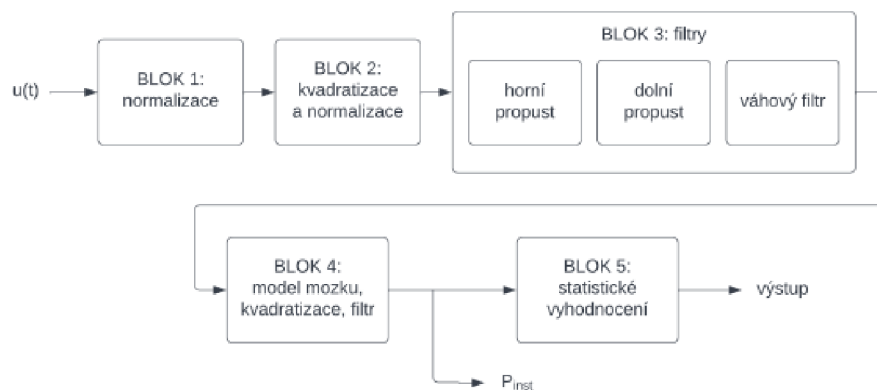 u(t)
BLOK 1:
normalizace
BLOK 2:
kvadratizace
a normalizace
BLOK 3: filtry
horní
propust
dolní
propust
váhový filtr
BLOK 4:
model mozku,
kvadratizace, filtr
BLOK 5:
statistické
vyhodnocení
výstup
Pinst